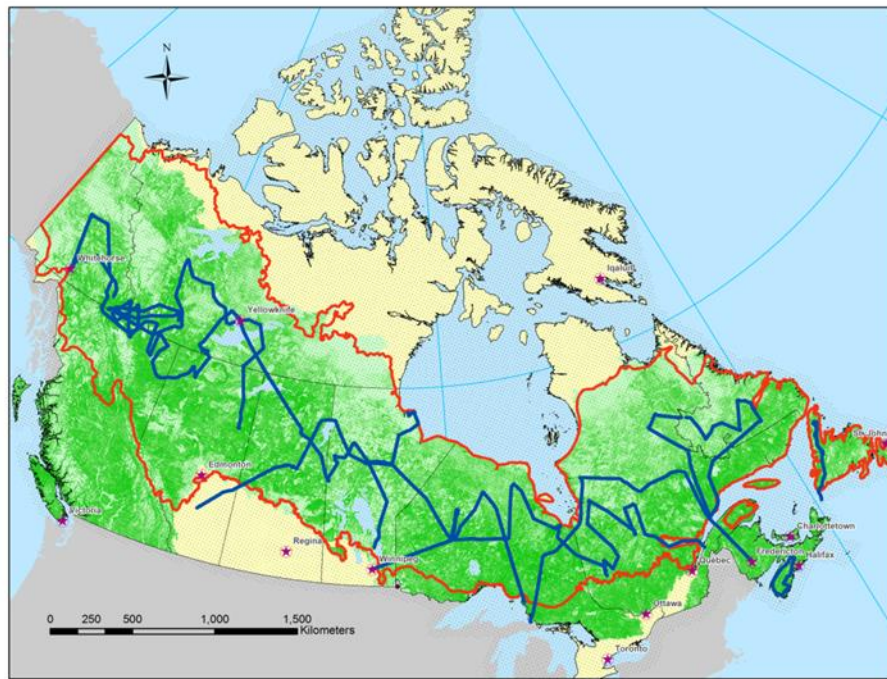 N
Whitehorse
Iqaluit
Yellowknife
St. John's
Edmonton
Victoria
Charlottetown
Regina
Winnipeg
Fredericton
Halifax
Québec
Ottawa
Toronto
0 250 500 1,000 1,500
Kilometers